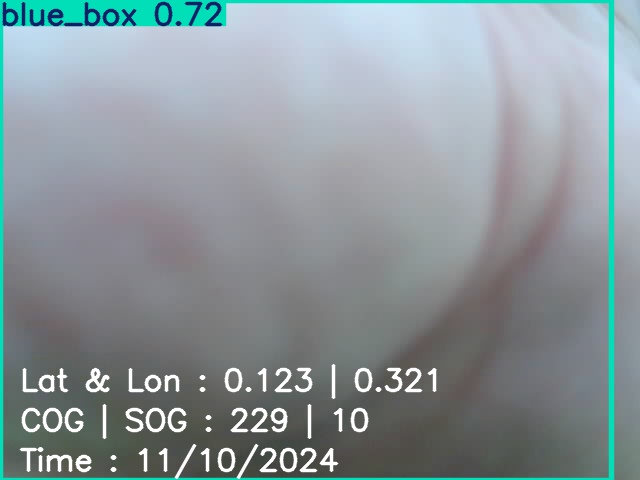 blue_box 0.72
Lat & Lon : 0.123 | 0.321
COG | SOG : 229 | 10
Time : 11/10/2024